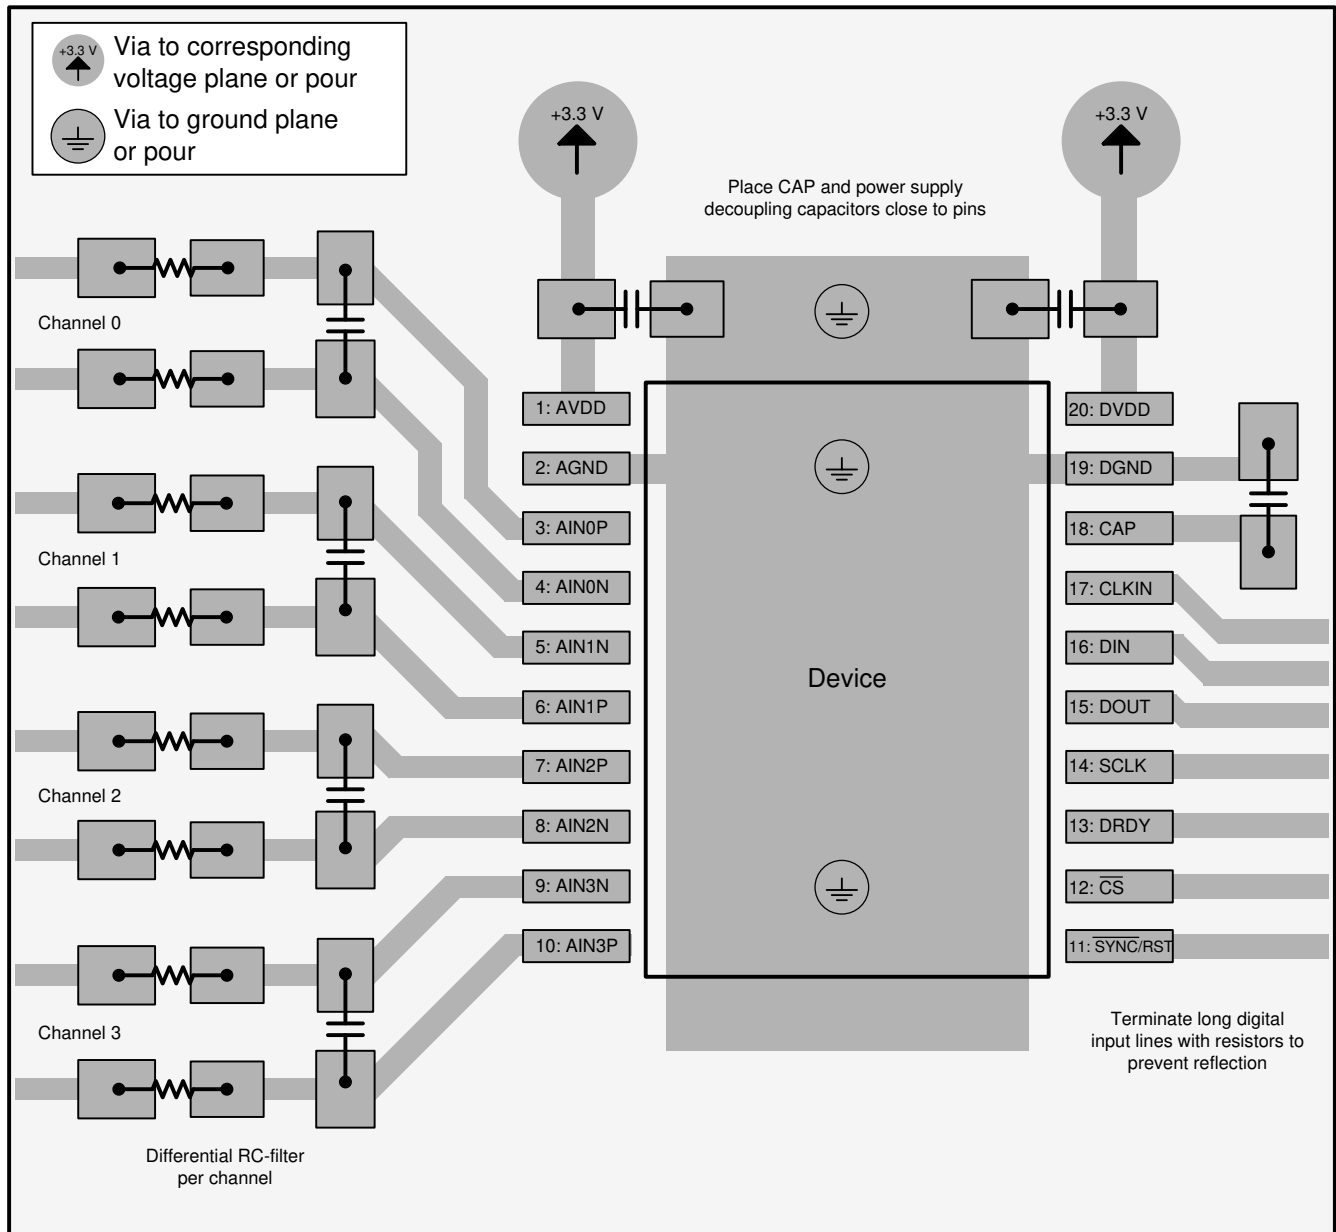 +3.3 V
Via to corresponding
voltage plane or pour
Via to ground plane
or pour
+3.3 V
+3.3 V
Place CAP and power supply
decoupling capacitors close to pins
Channel 0
Channel 1
Channel 2
Channel 3
1: AVDD
2: AGND
3: AIN0P
4: AIN0N
5: AIN1N
6: AIN1P
7: AIN2P
8: AIN2N
9: AIN3N
10: AIN3P
Device
20: DVDD
19: DGND
18: CAP
17: CLKIN
16: DIN
15: DOUT
14: SCLK
13: DRDY
12: C̅S̅
11: S̅Y̅N̅C̅/RST
Terminate long digital
input lines with resistors to
prevent reflection
Differential RC-filter
per channel